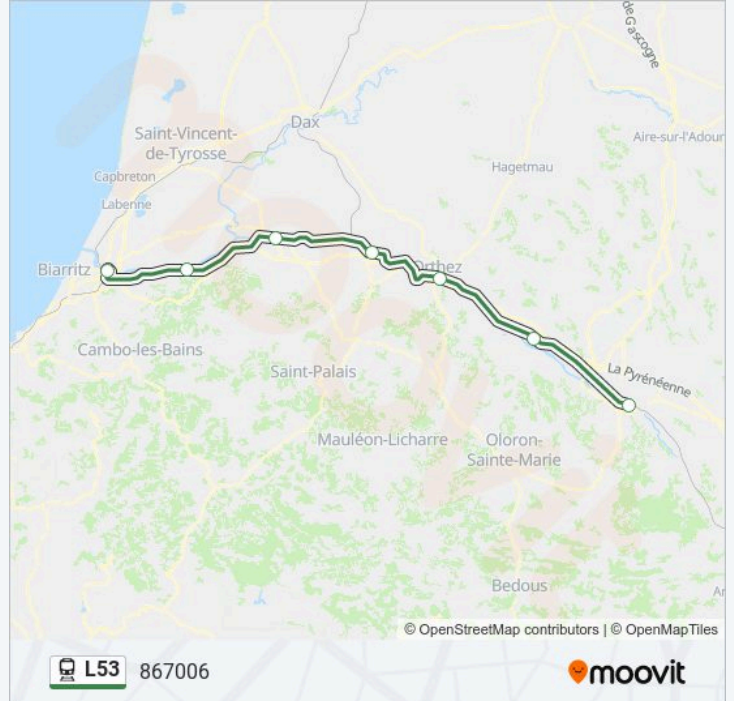 de Gascogne
Dax
Aire-sur-l'Adour
Saint-Vincent-
de-Tyrosse
Hagetmau
Capbreton
Labenne
Biarritz
Orthez
Cambo-les-Bains
La Pyrénéenne
Saint-Palais
Mauléon-Licharre
Oloron-
Sainte-Marie
Bedous
© OpenStreetMap contributors | © OpenMapTiles
L53 867006
moovit